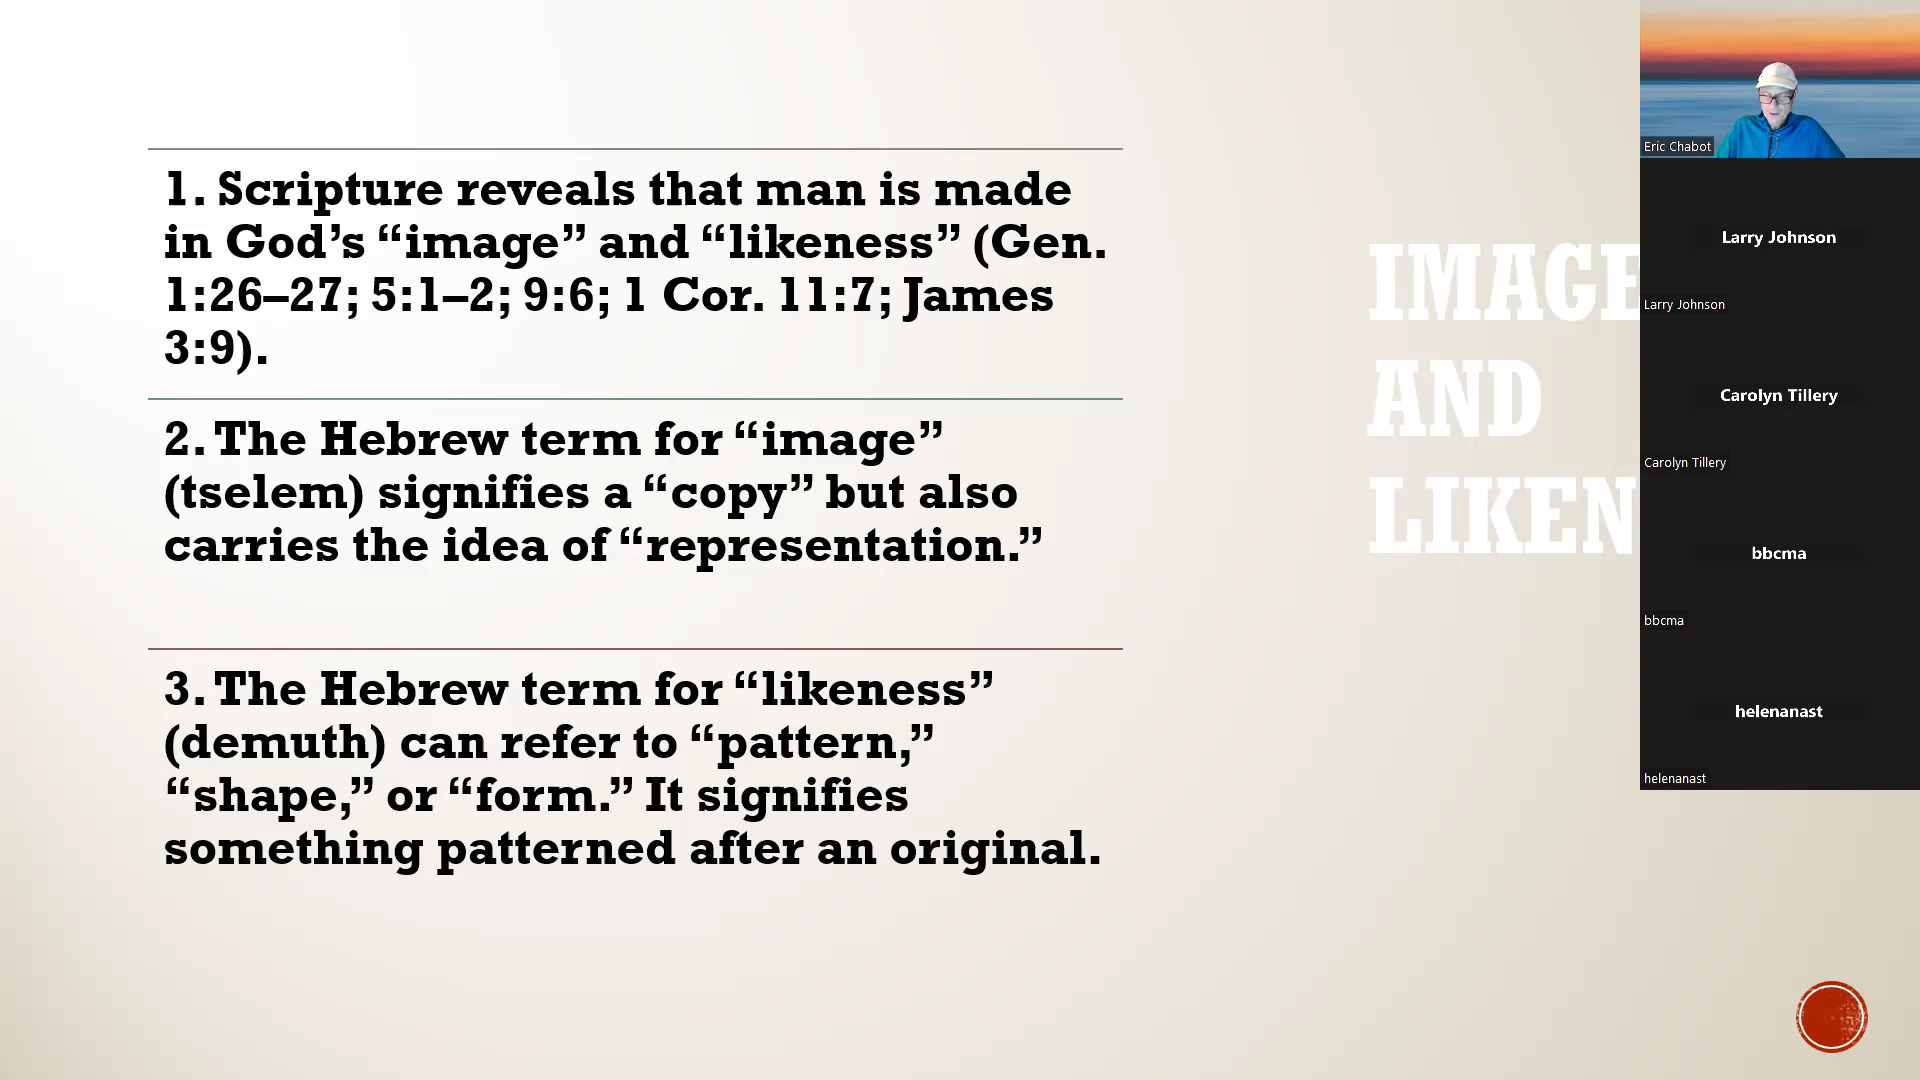 1. Scripture reveals that man is made
in God’s “image” and “likeness” (Gen.
1:26–27; 5:1–2; 9:6; 1 Cor. 11:7; James
3:9).
2. The Hebrew term for “image”
(tselem) signifies a “copy” but also
carries the idea of “representation.”
3. The Hebrew term for “likeness”
(demuth) can refer to “pattern,”
“shape,” or “form.” It signifies
something patterned after an original.
IMAGE
AND
LIKEN
Eric Chabot
Larry Johnson
Larry Johnson
Carolyn Tillery
Carolyn Tillery
bbcma
bbcma
helenanast
helenanast